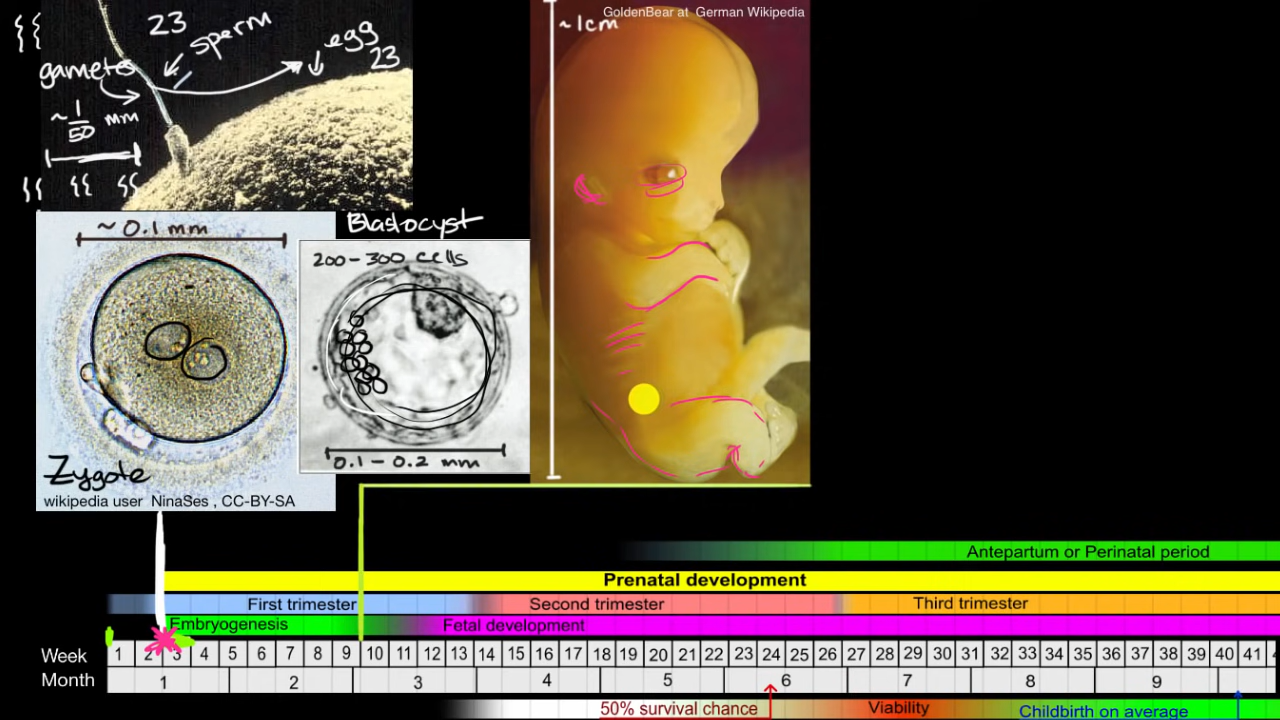 23
sperm
egg
23
gametes
~ 1/50 mm
GoldenBear at German Wikipedia
~1cm
~ 0.1 mm
Zygote
wikipedia user NinaSes , CC-BY-SA
Blastocyst
200-300 cells
0.1 - 0.2 mm
Antepartum or Perinatal period
Prenatal development
First trimester Second trimester Third trimester
Embryogenesis Fetal development
Week 1 2 3 4 5 6 7 8 9 10 11 12 13 14 15 16 17 18 19 20 21 22 23 24 25 26 27 28 29 30 31 32 33 34 35 36 37 38 39 40 41
Month 1 2 3 4 5 6 7 8 9
50% survival chance Viability Childbirth on average